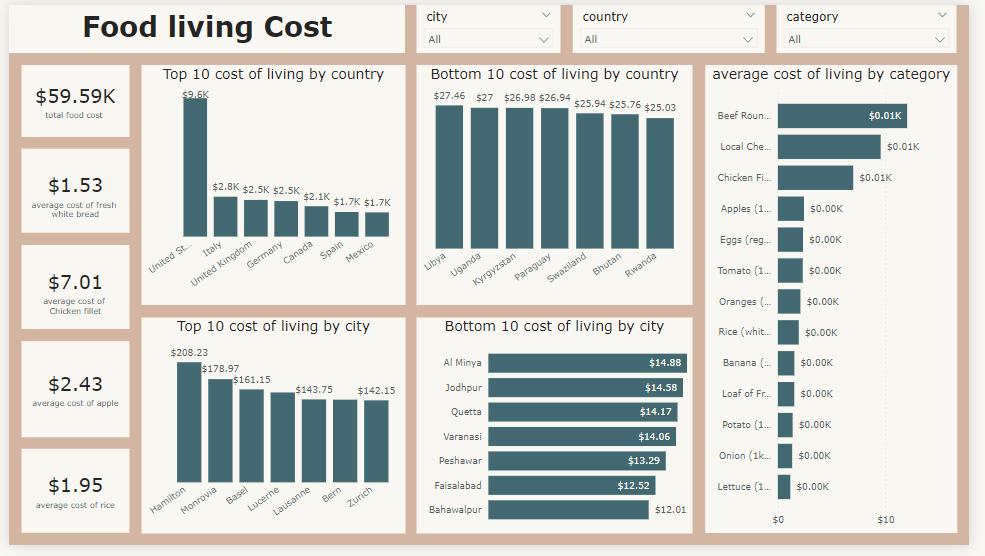 Food living Cost
city
All
country
All
category
All
$59.59K
total food cost
$1.53
average cost of fresh
white bread
$7.01
average cost of
Chicken fillet
$2.43
average cost of apple
$1.95
average cost of rice
Top 10 cost of living by country
$9.6K
$2.8K
$2.5K
$2.5K
$2.1K
$1.7K
$1.7K
United St...
Italy
United Kingdom
Germany
Canada
Spain
Mexico
Bottom 10 cost of living by country
$27.46
$27
$26.98
$26.94
$25.94
$25.76
$25.03
Libya
Uganda
Kyrgyzstan
Paraguay
Swaziland
Bhutan
Rwanda
Top 10 cost of living by city
$208.23
$178.97
$161.15
$143.75
$142.15
Hamilton
Monrovia
Basel
Lucerne
Lausanne
Bern
Zurich
Bottom 10 cost of living by city
Al Minya $14.88
Jodhpur $14.58
Quetta $14.17
Varanasi $14.06
Peshawar $13.29
Faisalabad $12.52
Bahawalpur $12.01
average cost of living by category
Beef Roun... $0.01K
Local Che... $0.01K
Chicken Fi... $0.01K
Apples (1... $0.00K
Eggs (reg... $0.00K
Tomato (1... $0.00K
Oranges (... $0.00K
Rice (whit... $0.00K
Banana (... $0.00K
Loaf of Fr... $0.00K
Potato (1... $0.00K
Onion (1k... $0.00K
Lettuce (1... $0.00K
$0 $10